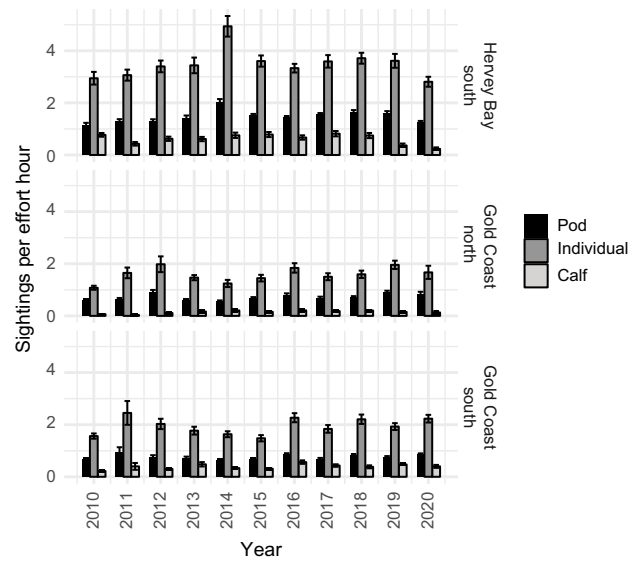 Sightings per effort hour
4
2
0
Hervey Bay
south
4
2
0
Gold Coast
north
4
2
0
Gold Coast
south
2010
2011
2012
2013
2014
2015
2016
2017
2018
2019
2020
Year
Pod
Individual
Calf